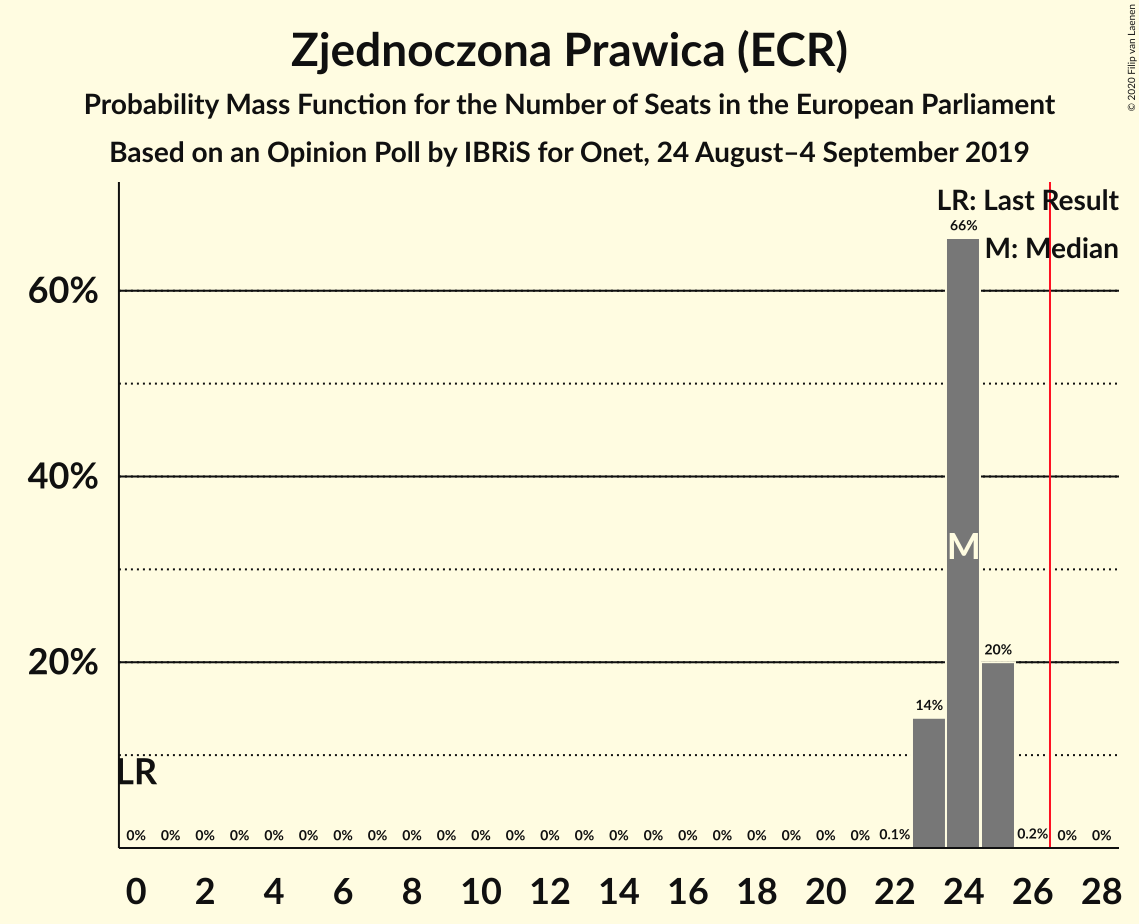 Zjednoczona Prawica (ECR)
Probability Mass Function for the Number of Seats in the European Parliament
Based on an Opinion Poll by IBRiS for Onet, 24 August–4 September 2019
© 2020 Filip van Laenen
LR: Last Result
M: Median
66%
60%
40%
M
20%
20%
14%
LR
0% 0% 0% 0% 0% 0% 0% 0% 0% 0% 0% 0% 0% 0% 0% 0% 0% 0% 0% 0% 0% 0% 0.1% 0.2% 0% 0%
0 2 4 6 8 10 12 14 16 18 20 22 24 26 28